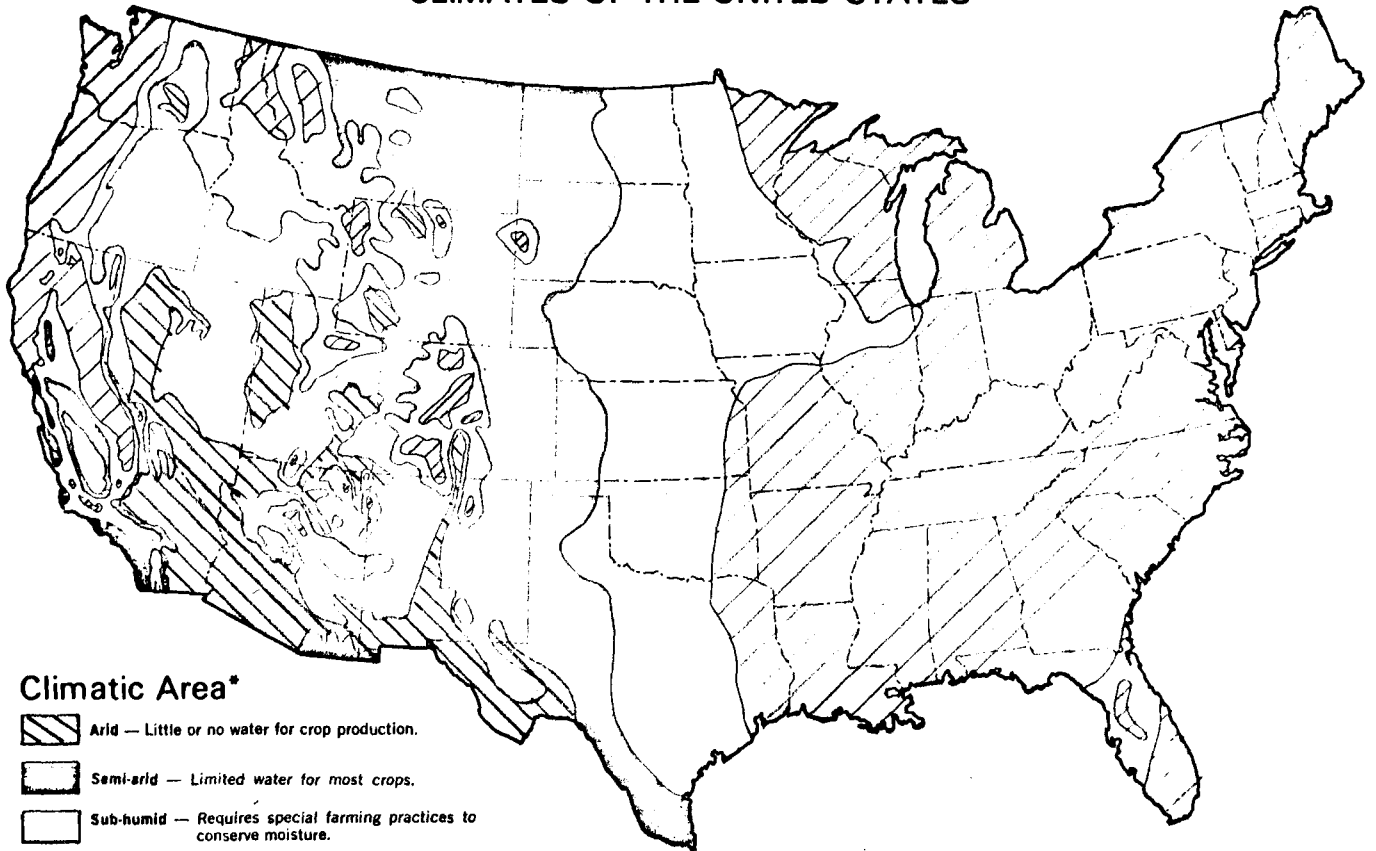 CLIMATES OF THE UNITED STATES
Climatic Area*
Arid — Little or no water for crop production.
Semi-arid — Limited water for most crops.
Sub-humid — Requires special farming practices to
conserve moisture.